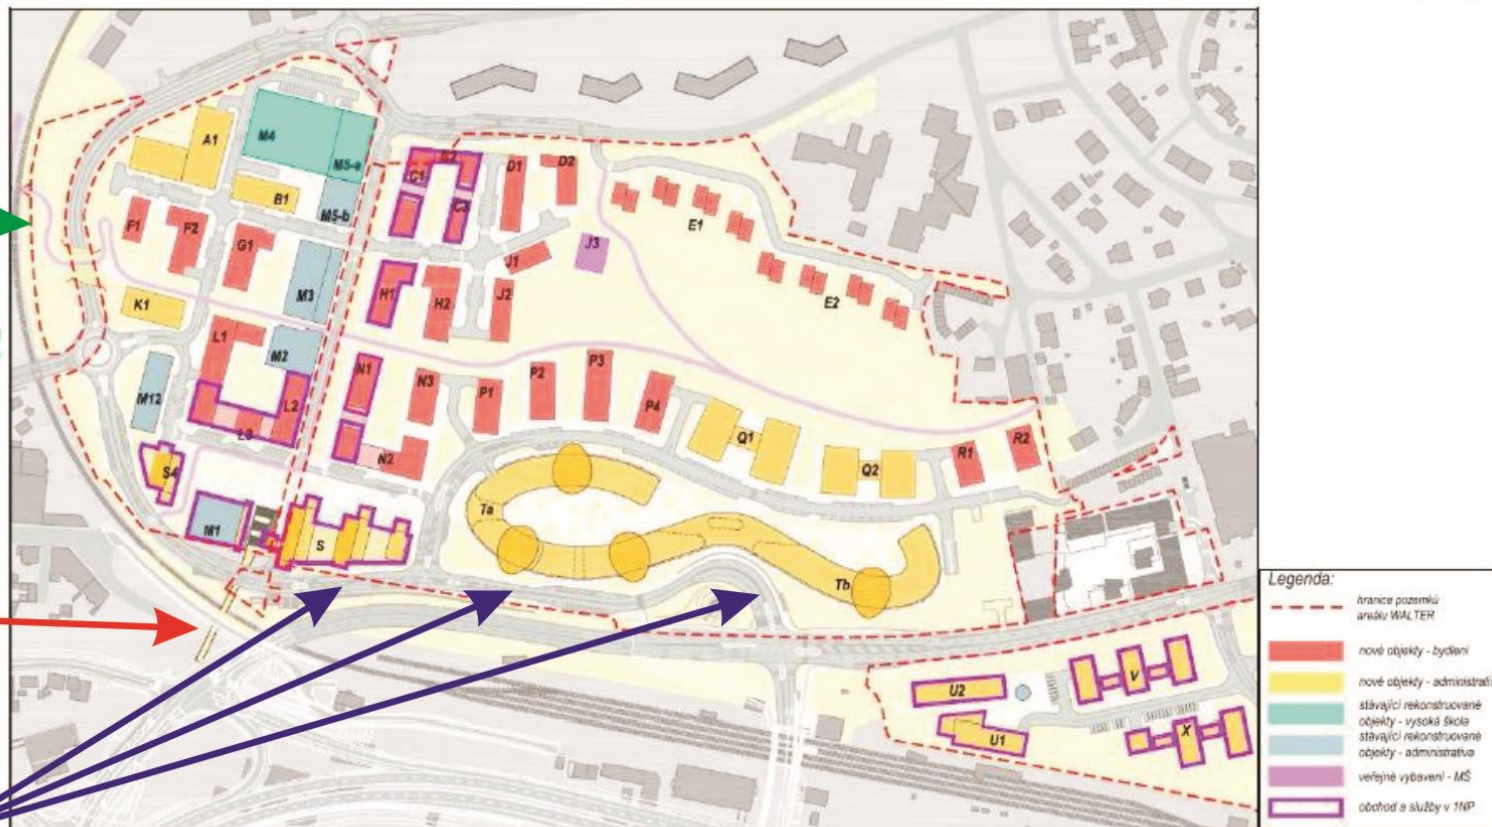 A1
M4
M5-a
B1
M5-b
C1
C2
C3
D1
D2
E1
F1
F2
G1
M3
H1
H2
J1
J2
J3
E2
K1
L1
M2
M12
L2
L3
N1
N3
N2
P1
P2
P3
P4
Q1
Q2
R1
R2
S4
M1
S
Ta
Tb
U2
U1
V
X
Legenda:
hranice pozemků
areálu WALTER
nové objekty - bydlení
nové objekty - administrati
stávající rekonstruované
objekty - vysoká škola
stávající rekonstruované
objekty - administrativa
veřejné vybavení - MŠ
obchod a služby v 1NP